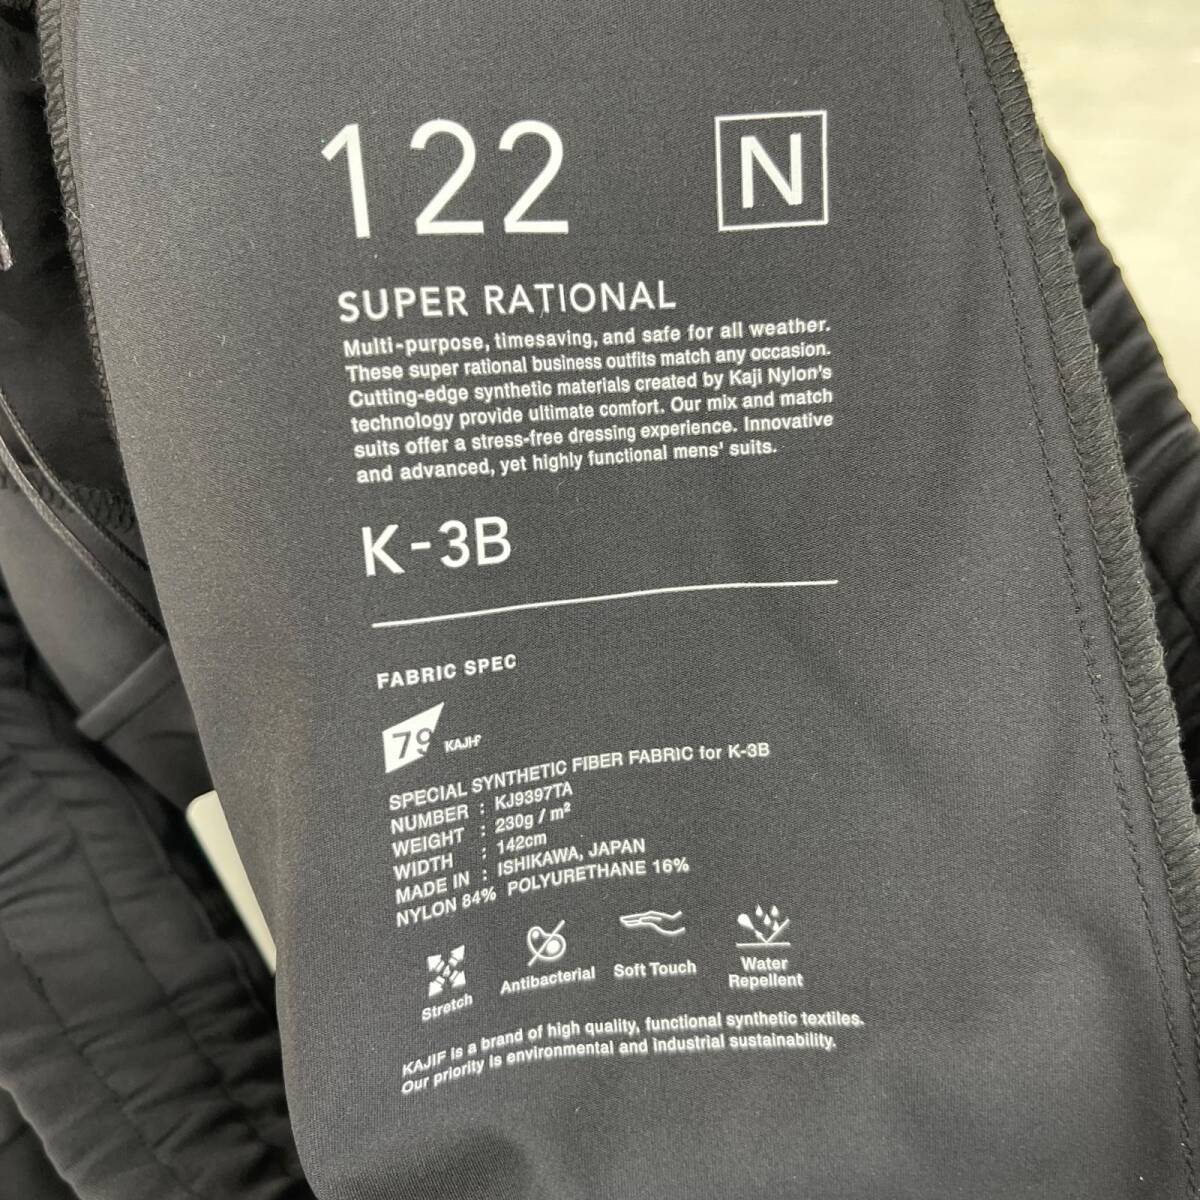 122
N
SUPER RATIONAL
Multi-purpose, timesaving, and safe for all weather.
These super rational business outfits match any occasion.
Cutting-edge synthetic materials created by Kaji Nylon's
technology provide ultimate comfort. Our mix and match
suits offer a stress-free dressing experience. Innovative
and advanced, yet highly functional mens' suits.
K-3B
FABRIC SPEC
79 KAJIF
SPECIAL SYNTHETIC FIBER FABRIC for K-3B
NUMBER : KJ9397TA
WEIGHT : 230g / m²
WIDTH : 142cm
MADE IN : ISHIKAWA, JAPAN
NYLON 84% POLYURETHANE 16%
Stretch
Antibacterial
Soft Touch
Water
Repellent
KAJIF is a brand of high quality, functional synthetic textiles.
Our priority is environmental and industrial sustainability.